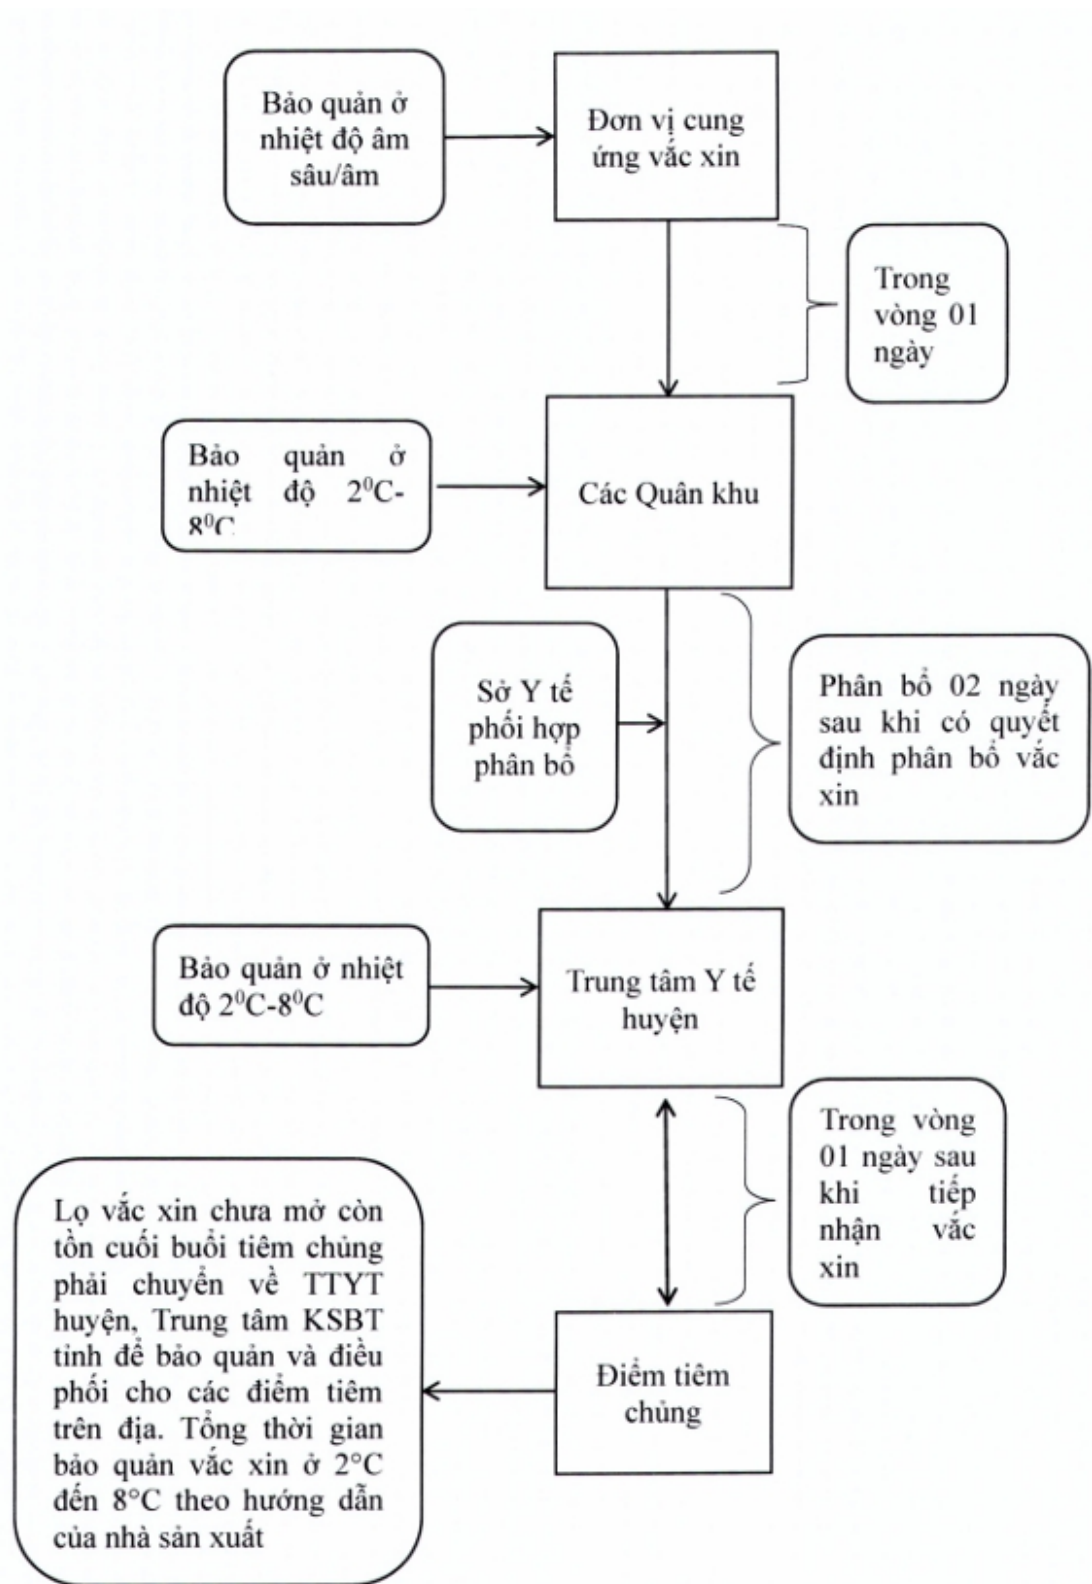 Bảo quản ở
nhiệt độ âm
sâu/âm
Đơn vị cung
ứng vắc xin
Trong
vòng 01
ngày
Bảo quản ở
nhiệt độ 2⁰C-
8⁰C
Các Quân khu
Sở Y tế
phối hợp
phân bổ
Phân bổ 02 ngày
sau khi có quyết
định phân bổ vắc
xin
Bảo quản ở nhiệt
độ 2⁰C-8⁰C
Trung tâm Y tế
huyện
Trong vòng
01 ngày sau
khi tiếp
nhận vắc
xin
Lọ vắc xin chưa mở còn
tồn cuối buổi tiêm chủng
phải chuyển về TTYT
huyện, Trung tâm KSBT
tỉnh để bảo quản và điều
phối cho các điểm tiêm
trên địa. Tổng thời gian
bảo quản vắc xin ở 2°C
đến 8°C theo hướng dẫn
của nhà sản xuất
Điểm tiêm
chủng